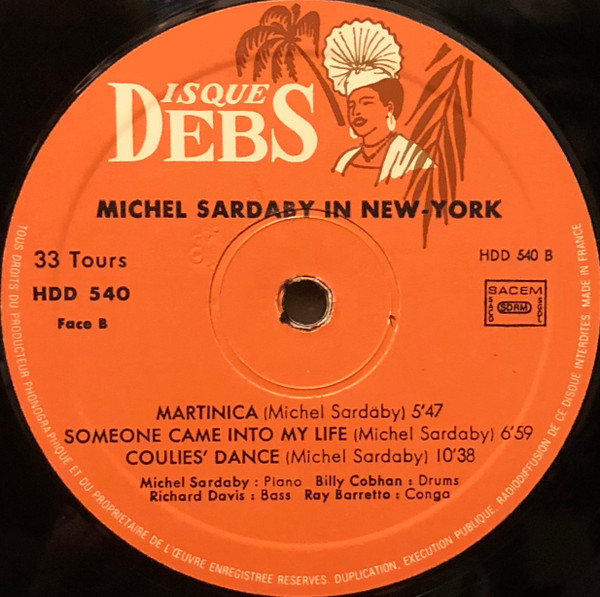 DISQUE
DEBS
MICHEL SARDABY IN NEW-YORK
33 Tours
HDD 540
Face B
HDD 540 B
SACEM
SACD SDRM SGDL
MARTINICA (Michel Sardäby) 5'47
SOMEONE CAME INTO MY LIFE (Michel Sardaby) 6'59
COULIES' DANCE (Michel Sardaby) 10'38
Michel Sardaby : Piano Billy Cobhan : Drums
Richard Davis : Bass Ray Barretto : Conga
TOUS DROITS DU PRODUCTEUR PHONOGRAPHIQUE ET DU PROPRIETAIRE DE L'ŒUVRE ENREGISTREE RESERVES. DUPLICATION, EXECUTION PUBLIQUE, RADIODIFFUSION DE CE DISQUE INTERDITES. MADE IN FRANCE